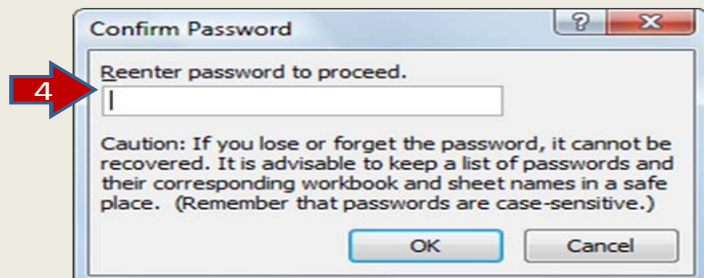 Confirm Password
?
Reenter password to proceed.
4
Caution: If you lose or forget the password, it cannot be
recovered. It is advisable to keep a list of passwords and
their corresponding workbook and sheet names in a safe
place. (Remember that passwords are case-sensitive.)
OK Cancel